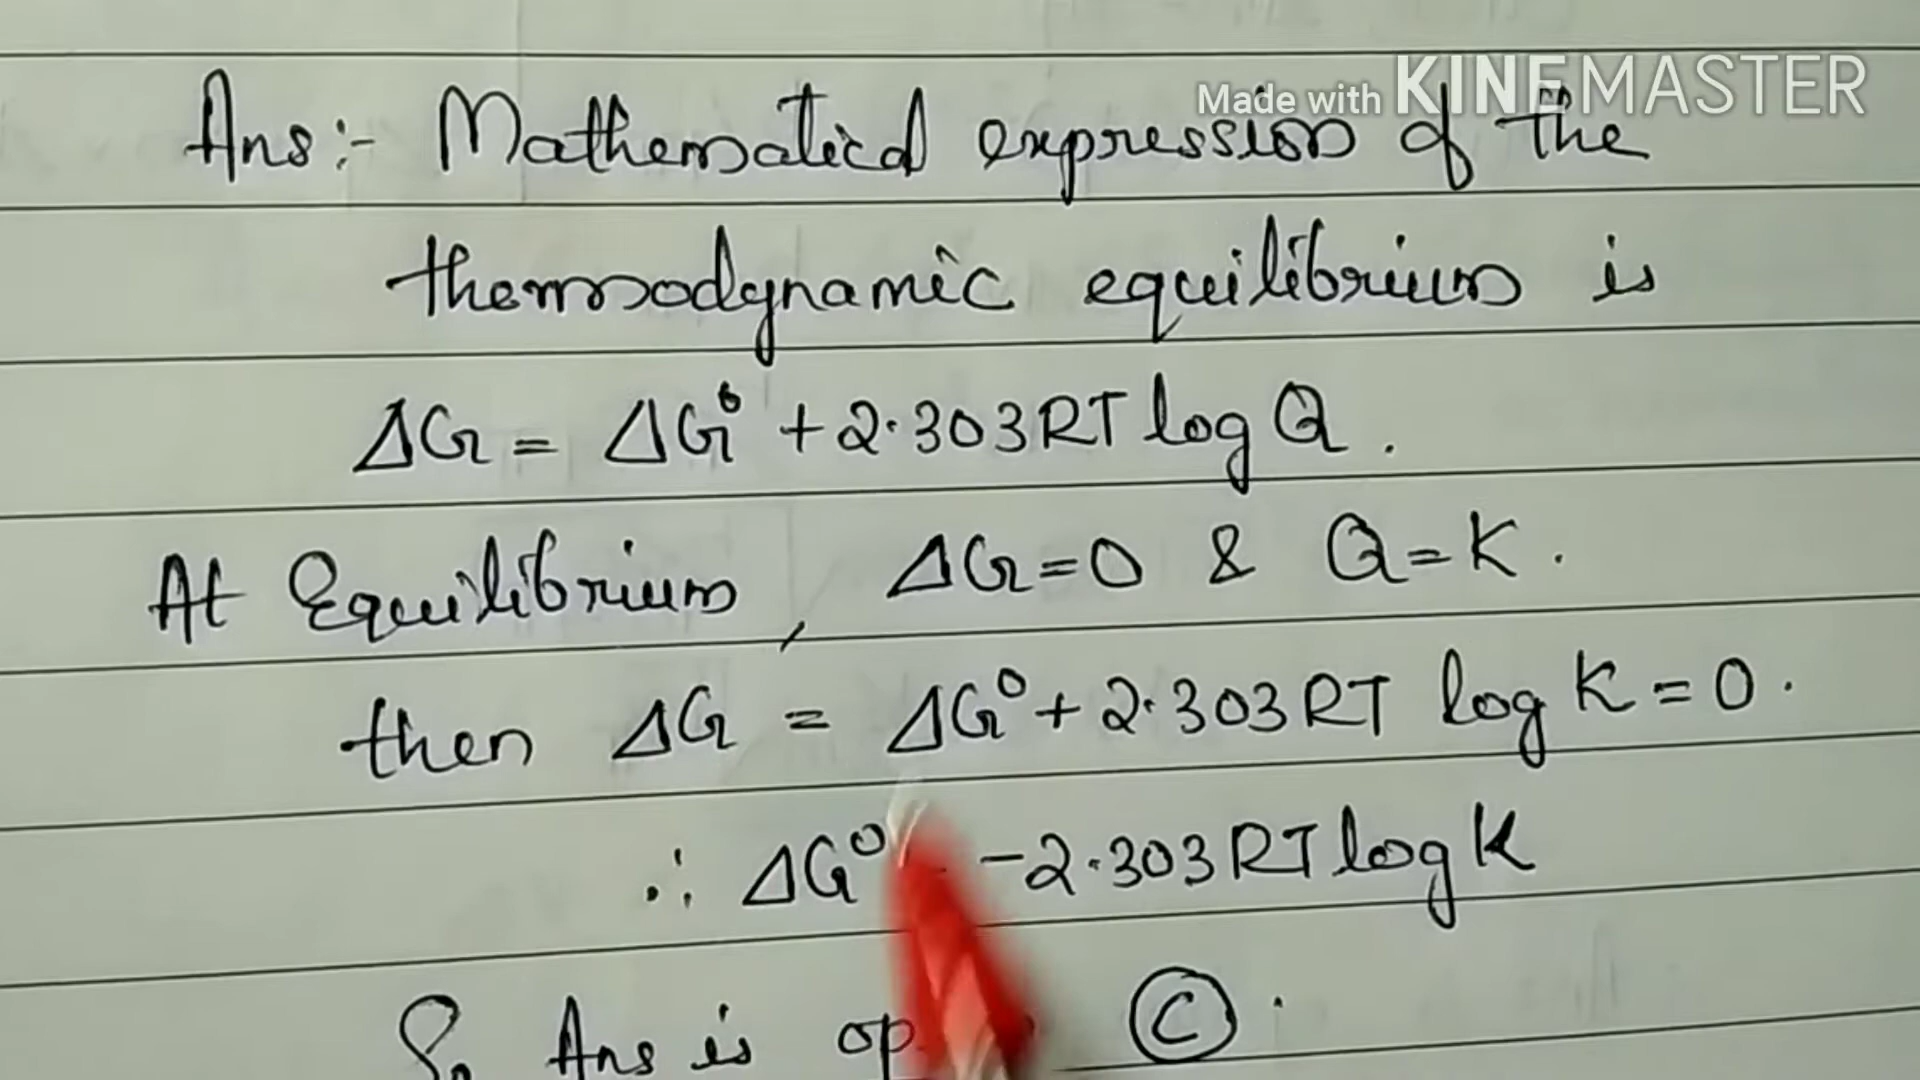 Made with KINEMASTER
Ans:- Mathematical expression of the
thermodynamic equilibrium is
ΔG = ΔG° + 2.303RT log Q.
At Equilibrium, ΔG=0 & Q=K.
then ΔG = ΔG° + 2.303RT log K = 0.
∴ ΔG° -2.303RT log K
So Ans is op Ⓒ.